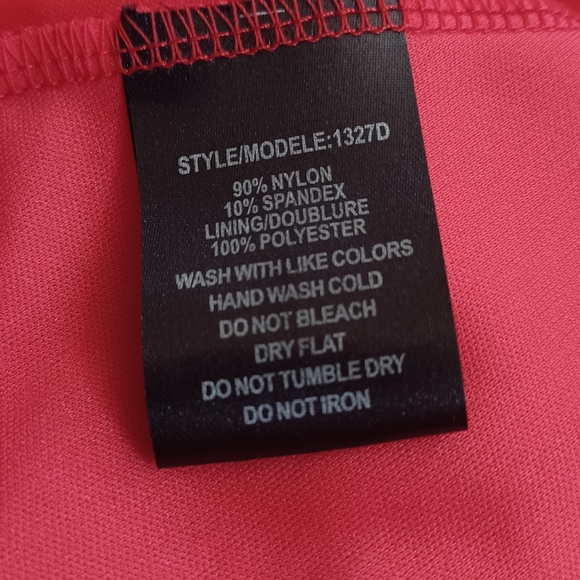 STYLE/MODELE:1327D
90% NYLON
10% SPANDEX
LINING/DOUBLURE
100% POLYESTER
WASH WITH LIKE COLORS
HAND WASH COLD
DO NOT BLEACH
DRY FLAT
DO NOT TUMBLE DRY
DO NOT IRON